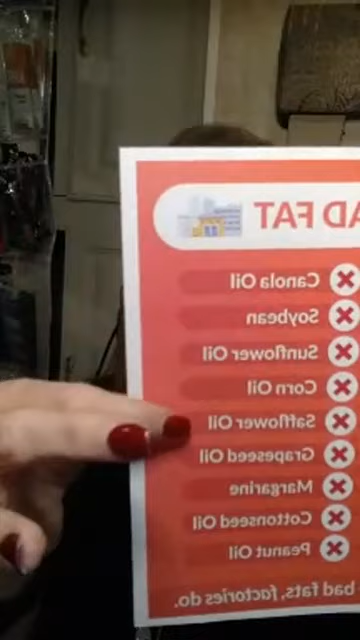 AD FAT
Canola Oil
Soybean
Sunflower Oil
Corn Oil
Safflower Oil
Grapeseed Oil
Margarine
Cottonseed Oil
Peanut Oil
bad fats, factories do.